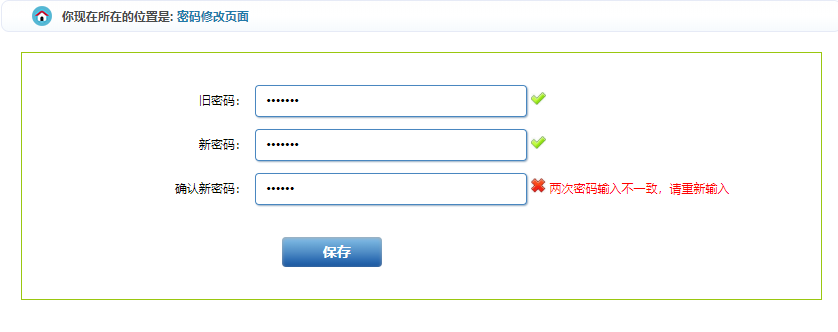 你现在所在的位置是: 密码修改页面
旧密码： •••••••
新密码： •••••••
确认新密码： •••••• 两次密码输入不一致，请重新输入
保存